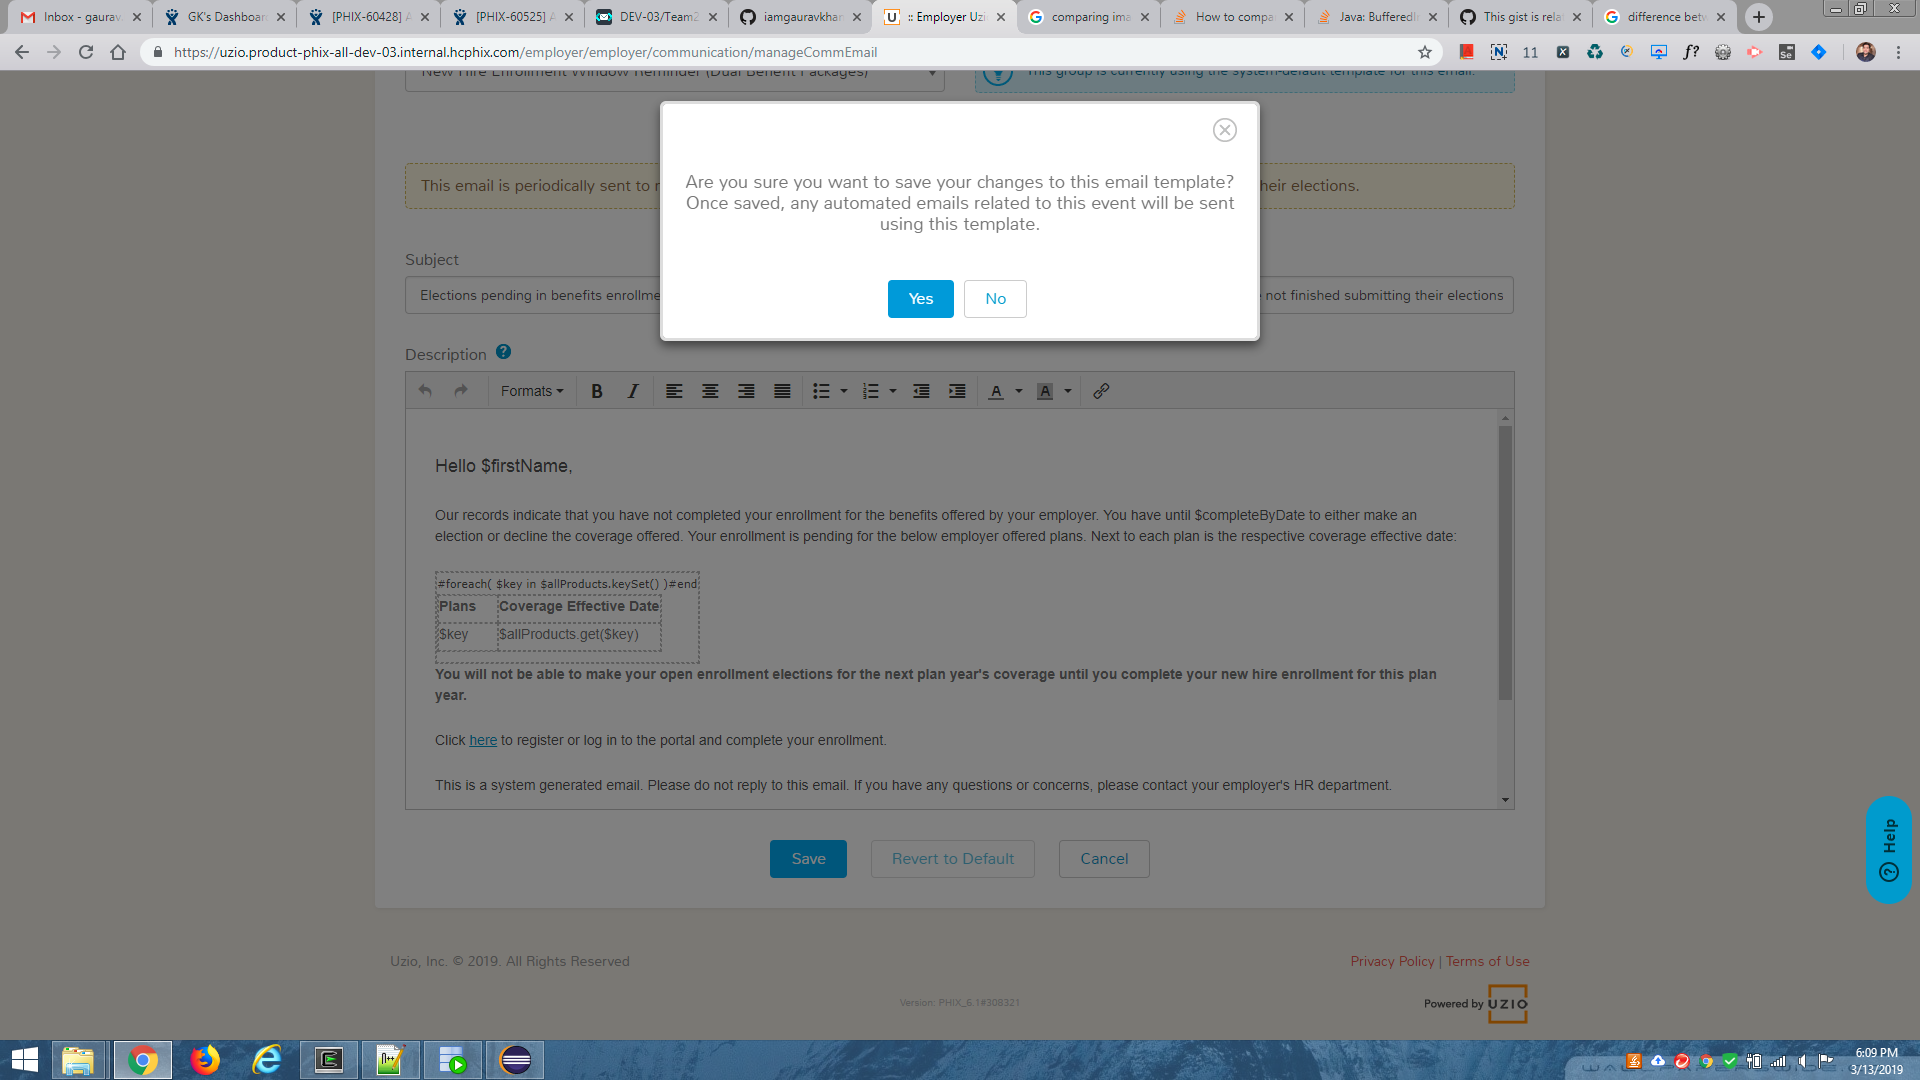 Inbox - gaurav.
GK's Dashboar
[PHIX-60428] A
[PHIX-60525] A
DEV-03/Team2
iamgauravkhan
:: Employer Uzi
comparing ima
How to compa
Java: BufferedI
This gist is rela
difference betw
https://uzio.product-phix-all-dev-03.internal.hcphix.com/employer/employer/communication/manageCommEmail
11
New Hire Enrollment Window Reminder (Dual Benefit Packages)
This group is currently using the system-default template for this email.
Are you sure you want to save your changes to this email template?
Once saved, any automated emails related to this event will be sent
using this template.
Yes
No
This email is periodically sent to
heir elections.
Subject
Elections pending in benefits enrollme
not finished submitting their elections
Description ?
Formats
B
I
A
A
Hello $firstName,
Our records indicate that you have not completed your enrollment for the benefits offered by your employer. You have until $completeByDate to either make an
election or decline the coverage offered. Your enrollment is pending for the below employer offered plans. Next to each plan is the respective coverage effective date:
#foreach( $key in $allProducts.keySet() )#end
Plans Coverage Effective Date
$key $allProducts.get($key)
You will not be able to make your open enrollment elections for the next plan year's coverage until you complete your new hire enrollment for this plan
year.
Click here to register or log in to the portal and complete your enrollment.
This is a system generated email. Please do not reply to this email. If you have any questions or concerns, please contact your employer's HR department.
Save
Revert to Default
Cancel
? Help
Uzio, Inc. © 2019. All Rights Reserved
Privacy Policy | Terms of Use
Version: PHIX_6.1#308321
Powered by UZIO
6:09 PM
3/13/2019